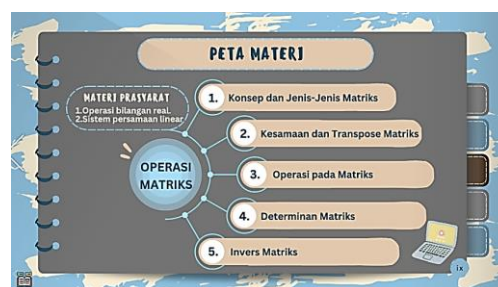 PETA MATERI
MATERI PRASYARAT
1.Operasi bilangan real.
2.Sistem persamaan linear
OPERASI
MATRIKS
1. Konsep dan Jenis-Jenis Matriks
2. Kesamaan dan Transpose Matriks
3. Operasi pada Matriks
4. Determinan Matriks
5. Invers Matriks
ix